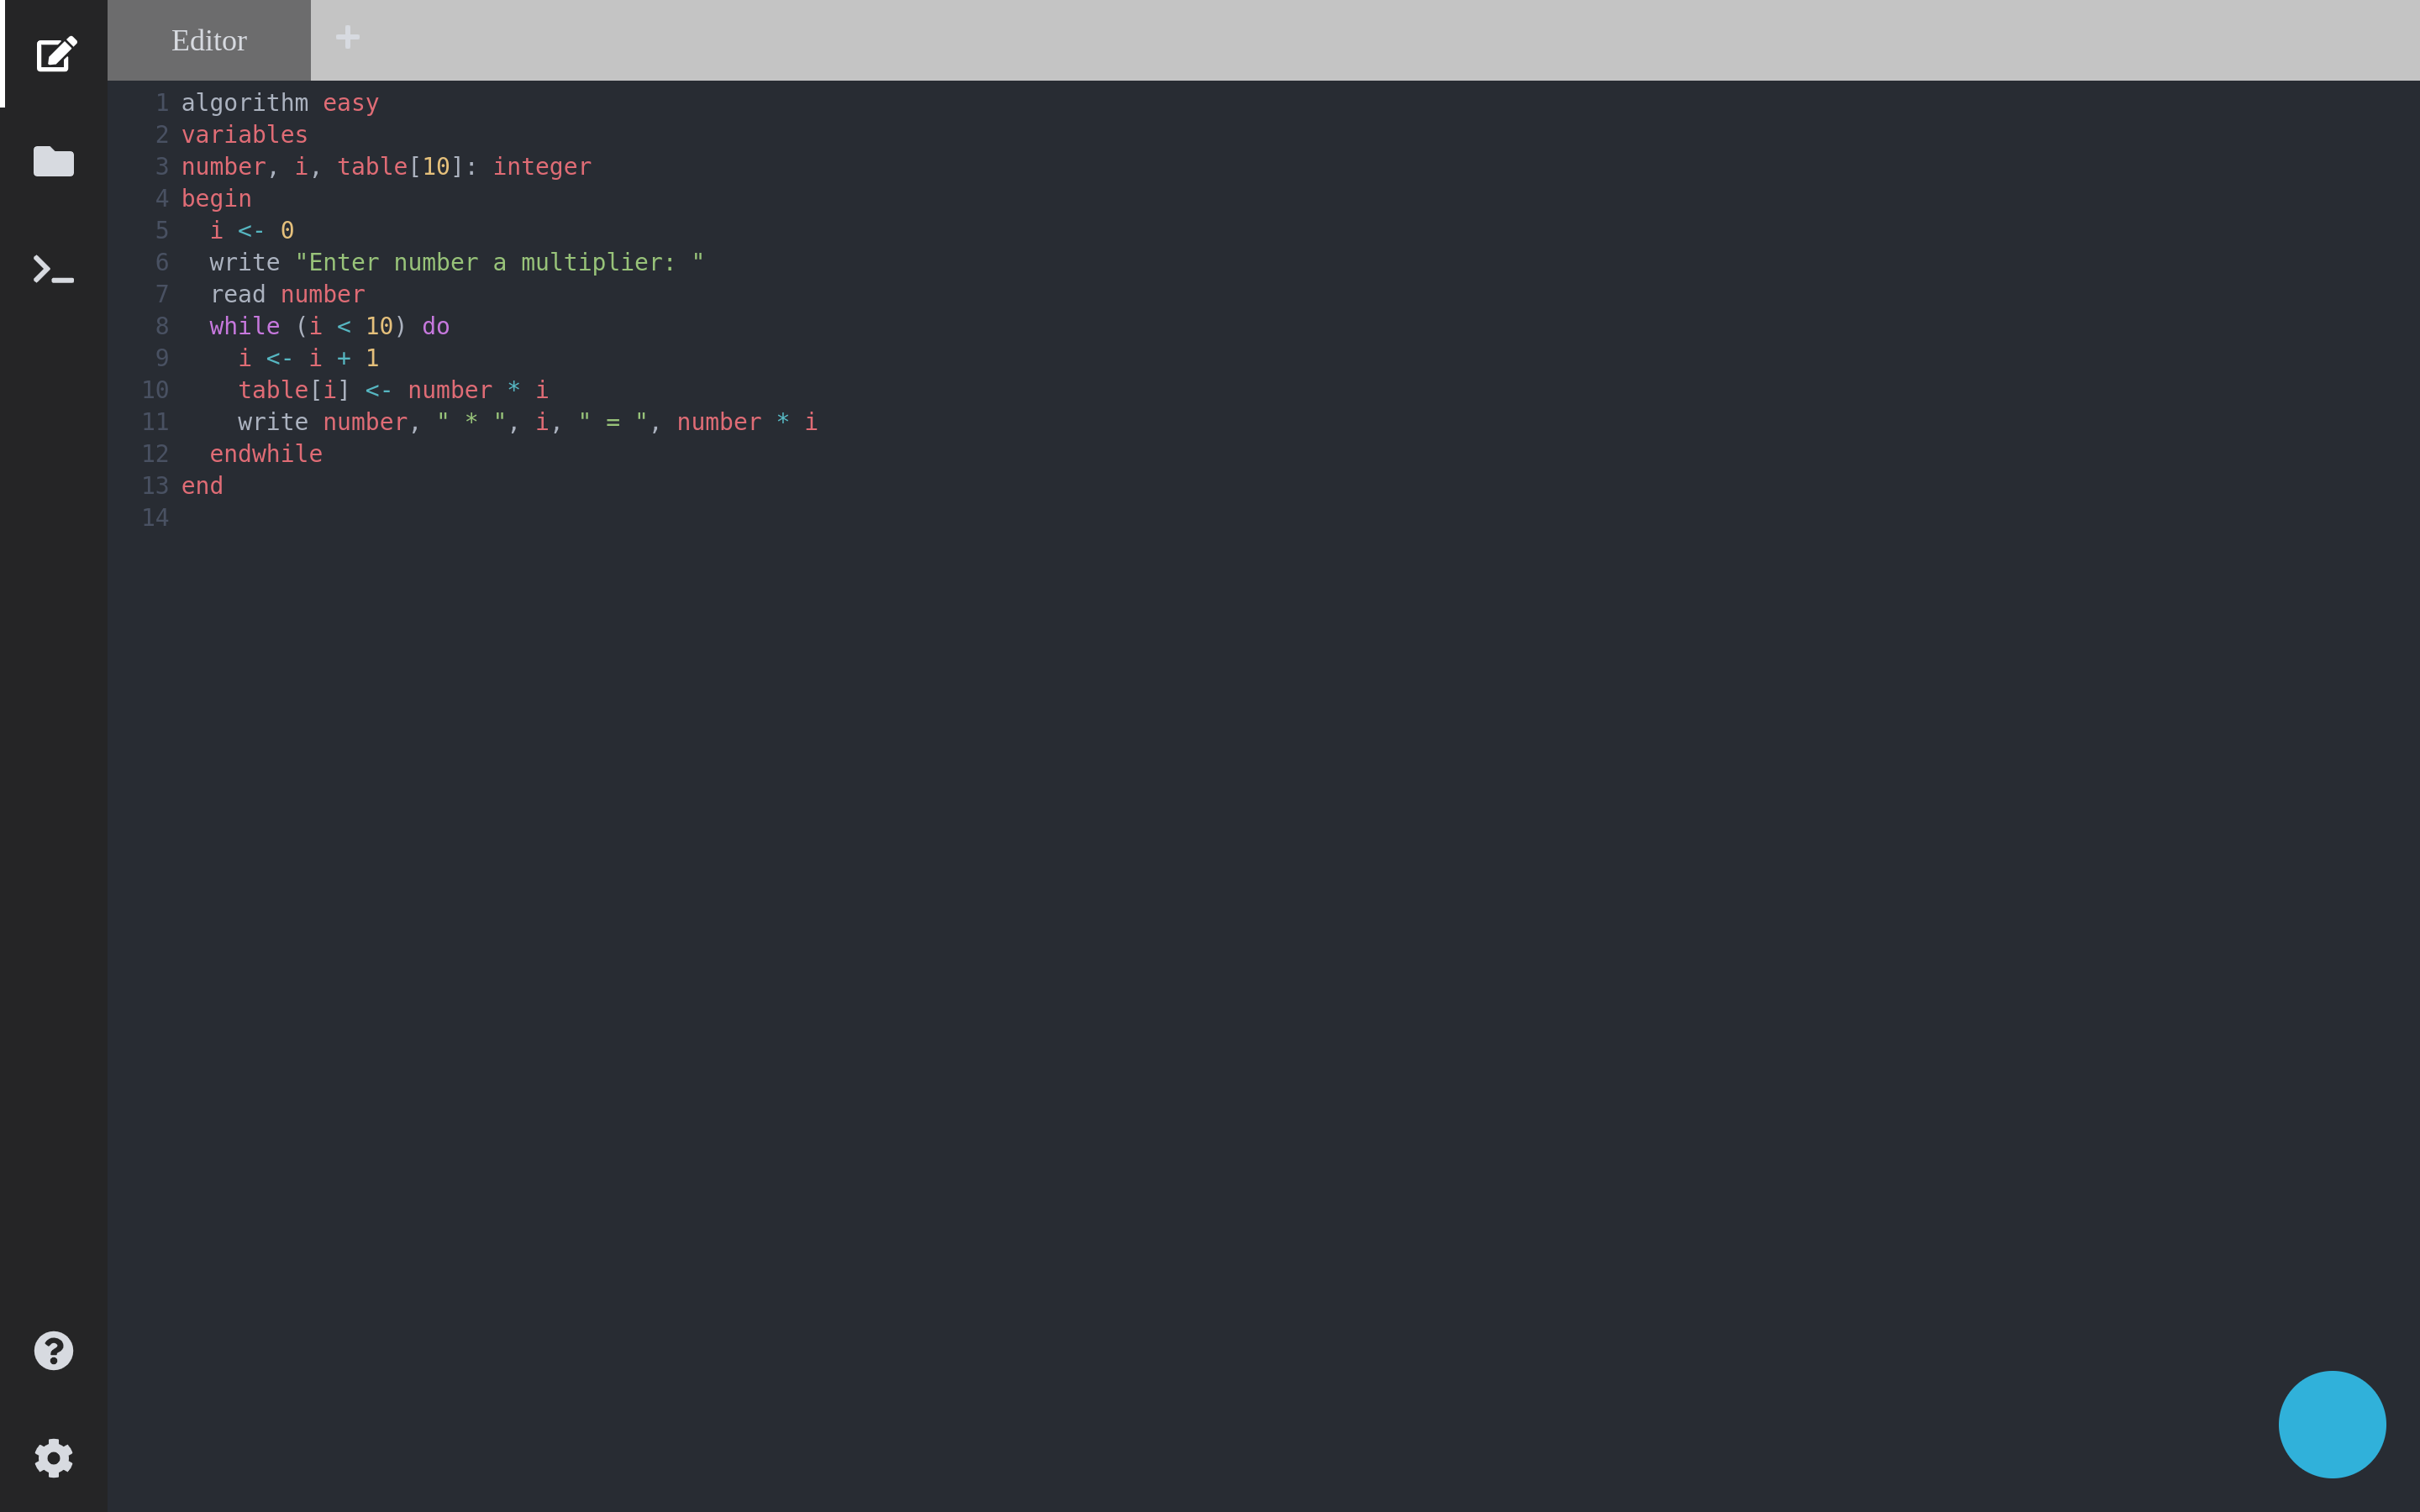 Editor
1 algorithm easy
2 variables
3 number, i, table[10]: integer
4 begin
5   i <- 0
6   write "Enter number a multiplier: "
7   read number
8   while (i < 10) do
9     i <- i + 1
10     table[i] <- number * i
11     write number, " * ", i, " = ", number * i
12   endwhile
13 end
14